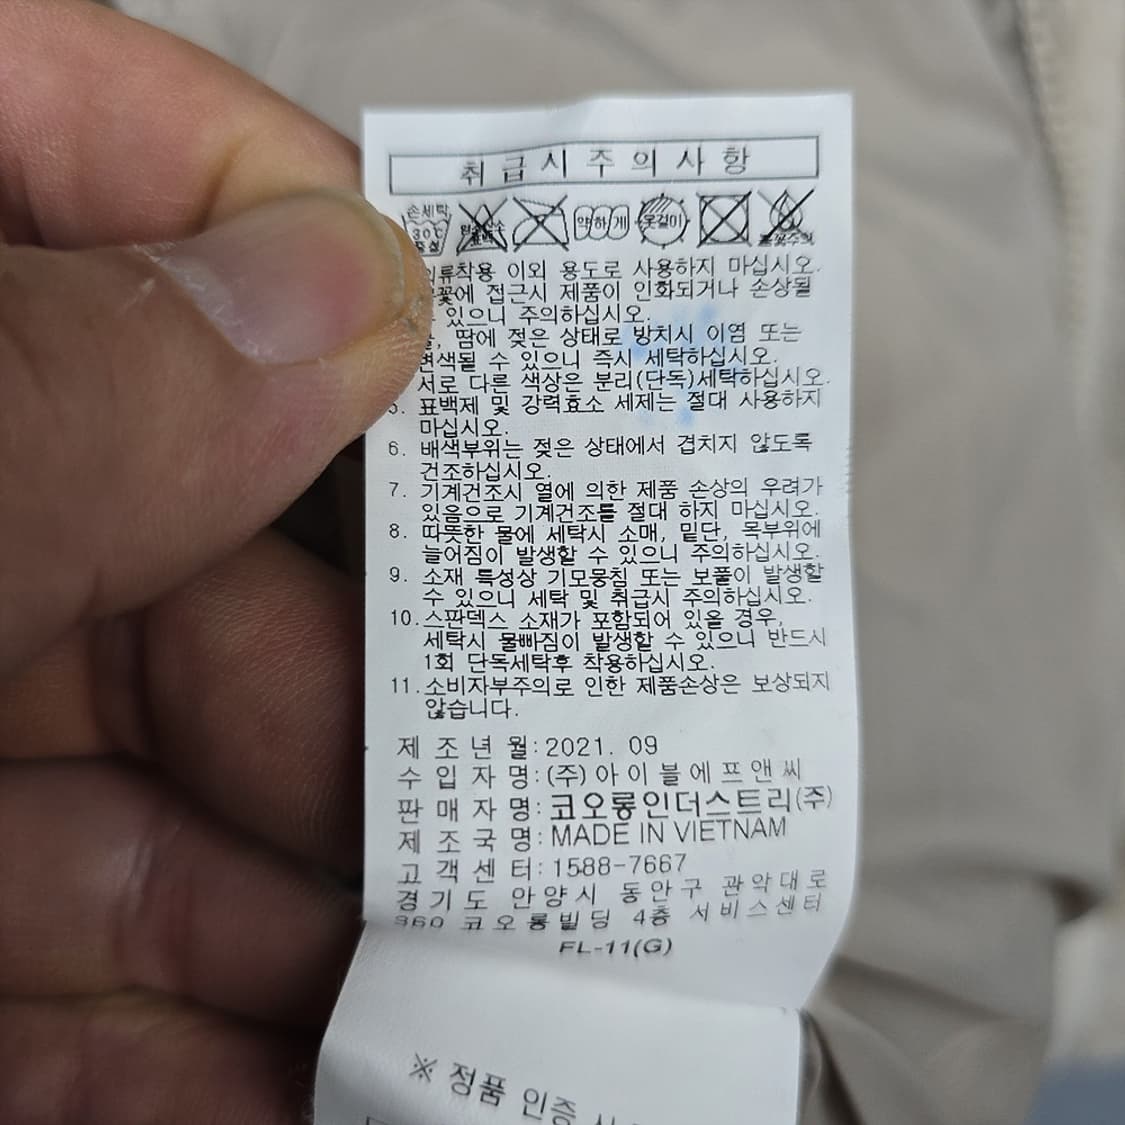 취급시주의사항
손세탁 약하게 옷걸이
30℃
중성
의류착용 이외 용도로 사용하지 마십시오.
불꽃에 접근시 제품이 인화되거나 손상될
있으니 주의하십시오.
땀에 젖은 상태로 방치시 이염 또는
변색될 수 있으니 즉시 세탁하십시오.
서로 다른 색상은 분리(단독)세탁하십시오.
5. 표백제 및 강력효소 세제는 절대 사용하지
마십시오.
6. 배색부위는 젖은 상태에서 겹치지 않도록
건조하십시오.
7. 기계건조시 열에 의한 제품 손상의 우려가
있음으로 기계건조를 절대 하지 마십시오.
8. 따뜻한 물에 세탁시 소매, 밑단, 목부위에
늘어짐이 발생할 수 있으니 주의하십시오.
9. 소재 특성상 기모뭉침 또는 보풀이 발생할
수 있으니 세탁 및 취급시 주의하십시오.
10. 스판덱스 소재가 포함되어 있을 경우,
세탁시 물빠짐이 발생할 수 있으니 반드시
1회 단독세탁후 착용하십시오.
11. 소비자부주의로 인한 제품손상은 보상되지
않습니다.
제조년월: 2021. 09
수입자명: (주)아이블에프앤씨
판매자명: 코오롱인더스트리(주)
제조국명: MADE IN VIETNAM
고객센터: 1588-7667
경기도 안양시 동안구 관악대로
360 코오롱빌딩 4층 서비스센터
FL-11(G)
※ 정품 인증